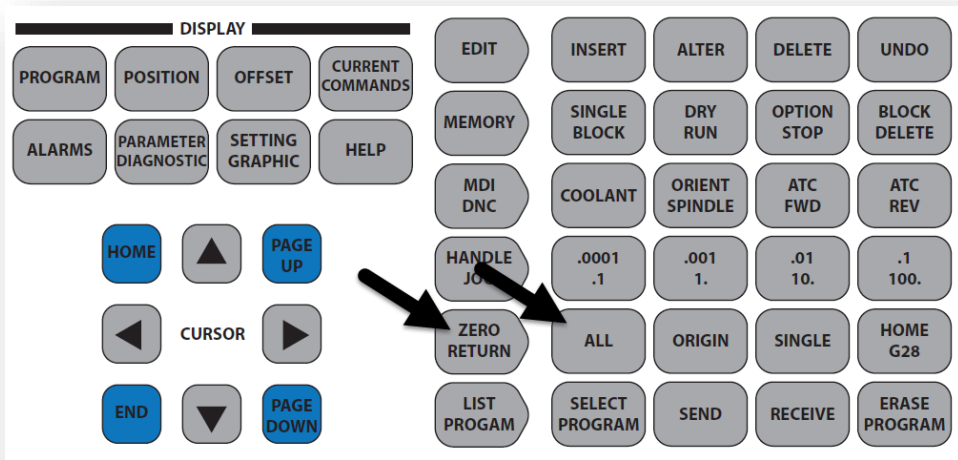 DISPLAY
PROGRAM
POSITION
OFFSET
CURRENT
COMMANDS
ALARMS
PARAMETER
DIAGNOSTIC
SETTING
GRAPHIC
HELP
HOME
PAGE
UP
CURSOR
END
PAGE
DOWN
EDIT
INSERT
ALTER
DELETE
UNDO
MEMORY
SINGLE
BLOCK
DRY
RUN
OPTION
STOP
BLOCK
DELETE
MDI
DNC
COOLANT
ORIENT
SPINDLE
ATC
FWD
ATC
REV
HANDLE
JOG
.0001
.1
.001
1.
.01
10.
.1
100.
ZERO
RETURN
ALL
ORIGIN
SINGLE
HOME
G28
LIST
PROGAM
SELECT
PROGRAM
SEND
RECEIVE
ERASE
PROGRAM